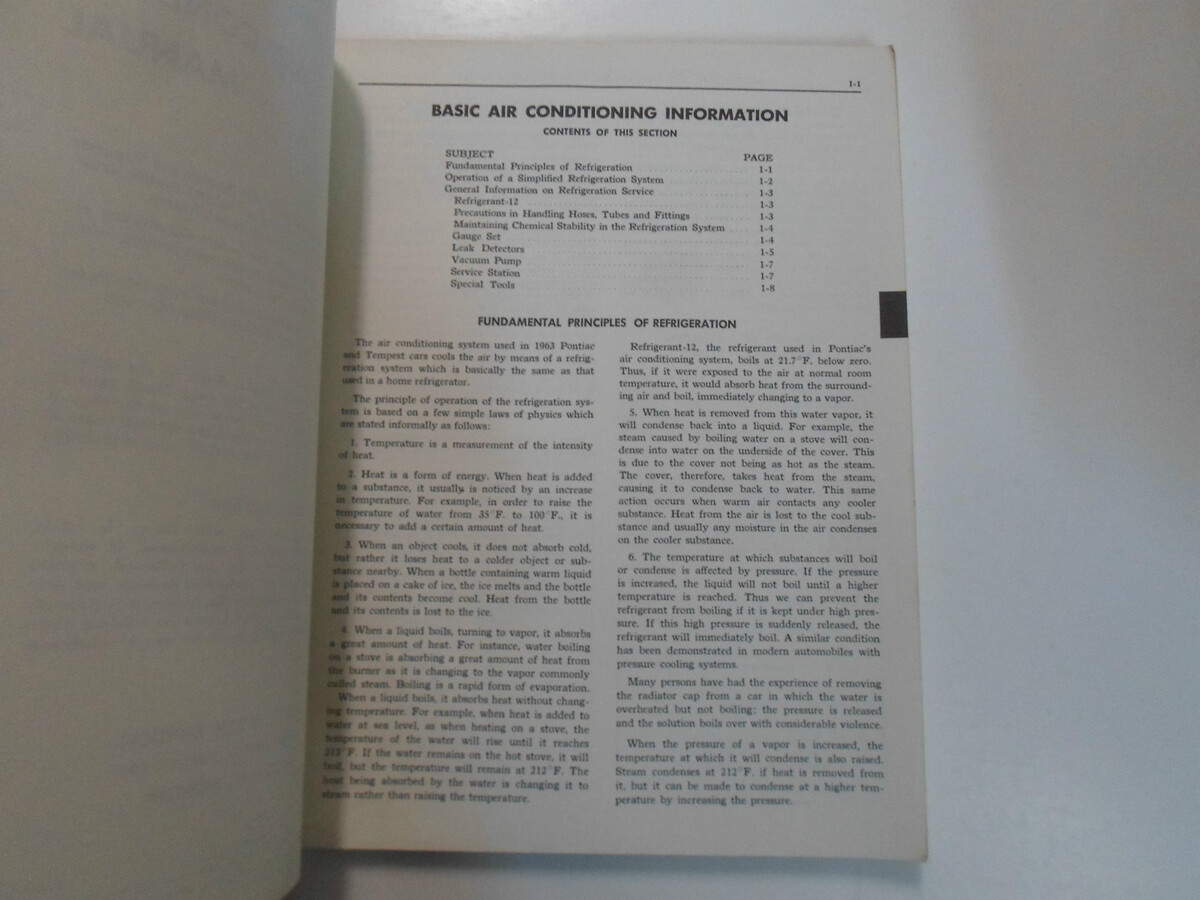 MANUAL
1-1
BASIC AIR CONDITIONING INFORMATION
CONTENTS OF THIS SECTION
SUBJECT PAGE
Fundamental Principles of Refrigeration 1-1
Operation of a Simplified Refrigeration System 1-2
General Information on Refrigeration Service 1-3
Refrigerant-12 1-3
Precautions in Handling Hoses, Tubes and Fittings 1-3
Maintaining Chemical Stability in the Refrigeration System 1-4
Gauge Set 1-4
Leak Detectors 1-5
Vacuum Pump 1-7
Service Station 1-7
Special Tools 1-8
FUNDAMENTAL PRINCIPLES OF REFRIGERATION
The air conditioning system used in 1963 Pontiac
and Tempest cars cools the air by means of a refrig-
eration system which is basically the same as that
used in a home refrigerator.
The principle of operation of the refrigeration sys-
tem is based on a few simple laws of physics which
are stated informally as follows:
1. Temperature is a measurement of the intensity
of heat.
2. Heat is a form of energy. When heat is added
to a substance, it usually is noticed by an increase
in temperature. For example, in order to raise the
temperature of water from 35°F. to 100°F., it is
necessary to add a certain amount of heat.
3. When an object cools, it does not absorb cold,
but rather it loses heat to a colder object or sub-
stance nearby. When a bottle containing warm liquid
is placed on a cake of ice, the ice melts and the bottle
and its contents become cool. Heat from the bottle
and its contents is lost to the ice.
4. When a liquid boils, turning to vapor, it absorbs
a great amount of heat. For instance, water boiling
on a stove is absorbing a great amount of heat from
the burner as it is changing to the vapor commonly
called steam. Boiling is a rapid form of evaporation.
When a liquid boils, it absorbs heat without chang-
ing temperature. For example, when heat is added to
water at sea level, as when heating on a stove, the
temperature of the water will rise until it reaches
212°F. If the water remains on the hot stove, it will
boil, but the temperature will remain at 212°F. The
heat being absorbed by the water is changing it to
steam rather than raising the temperature.
Refrigerant-12, the refrigerant used in Pontiac's
air conditioning system, boils at 21.7°F. below zero.
Thus, if it were exposed to the air at normal room
temperature, it would absorb heat from the surround-
ing air and boil, immediately changing to a vapor.
5. When heat is removed from this water vapor, it
will condense back into a liquid. For example, the
steam caused by boiling water on a stove will con-
dense into water on the underside of the cover. This
is due to the cover not being as hot as the steam.
The cover, therefore, takes heat from the steam,
causing it to condense back to water. This same
action occurs when warm air contacts any cooler
substance. Heat from the air is lost to the cool sub-
stance and usually any moisture in the air condenses
on the cooler substance.
6. The temperature at which substances will boil
or condense is affected by pressure. If the pressure
is increased, the liquid will not boil until a higher
temperature is reached. Thus we can prevent the
refrigerant from boiling if it is kept under high pres-
sure. If this high pressure is suddenly released, the
refrigerant will immediately boil. A similar condition
has been demonstrated in modern automobiles with
pressure cooling systems.
Many persons have had the experience of removing
the radiator cap from a car in which the water is
overheated but not boiling; the pressure is released
and the solution boils over with considerable violence.
When the pressure of a vapor is increased, the
temperature at which it will condense is also raised.
Steam condenses at 212°F. if heat is removed from
it, but it can be made to condense at a higher tem-
perature by increasing the pressure.